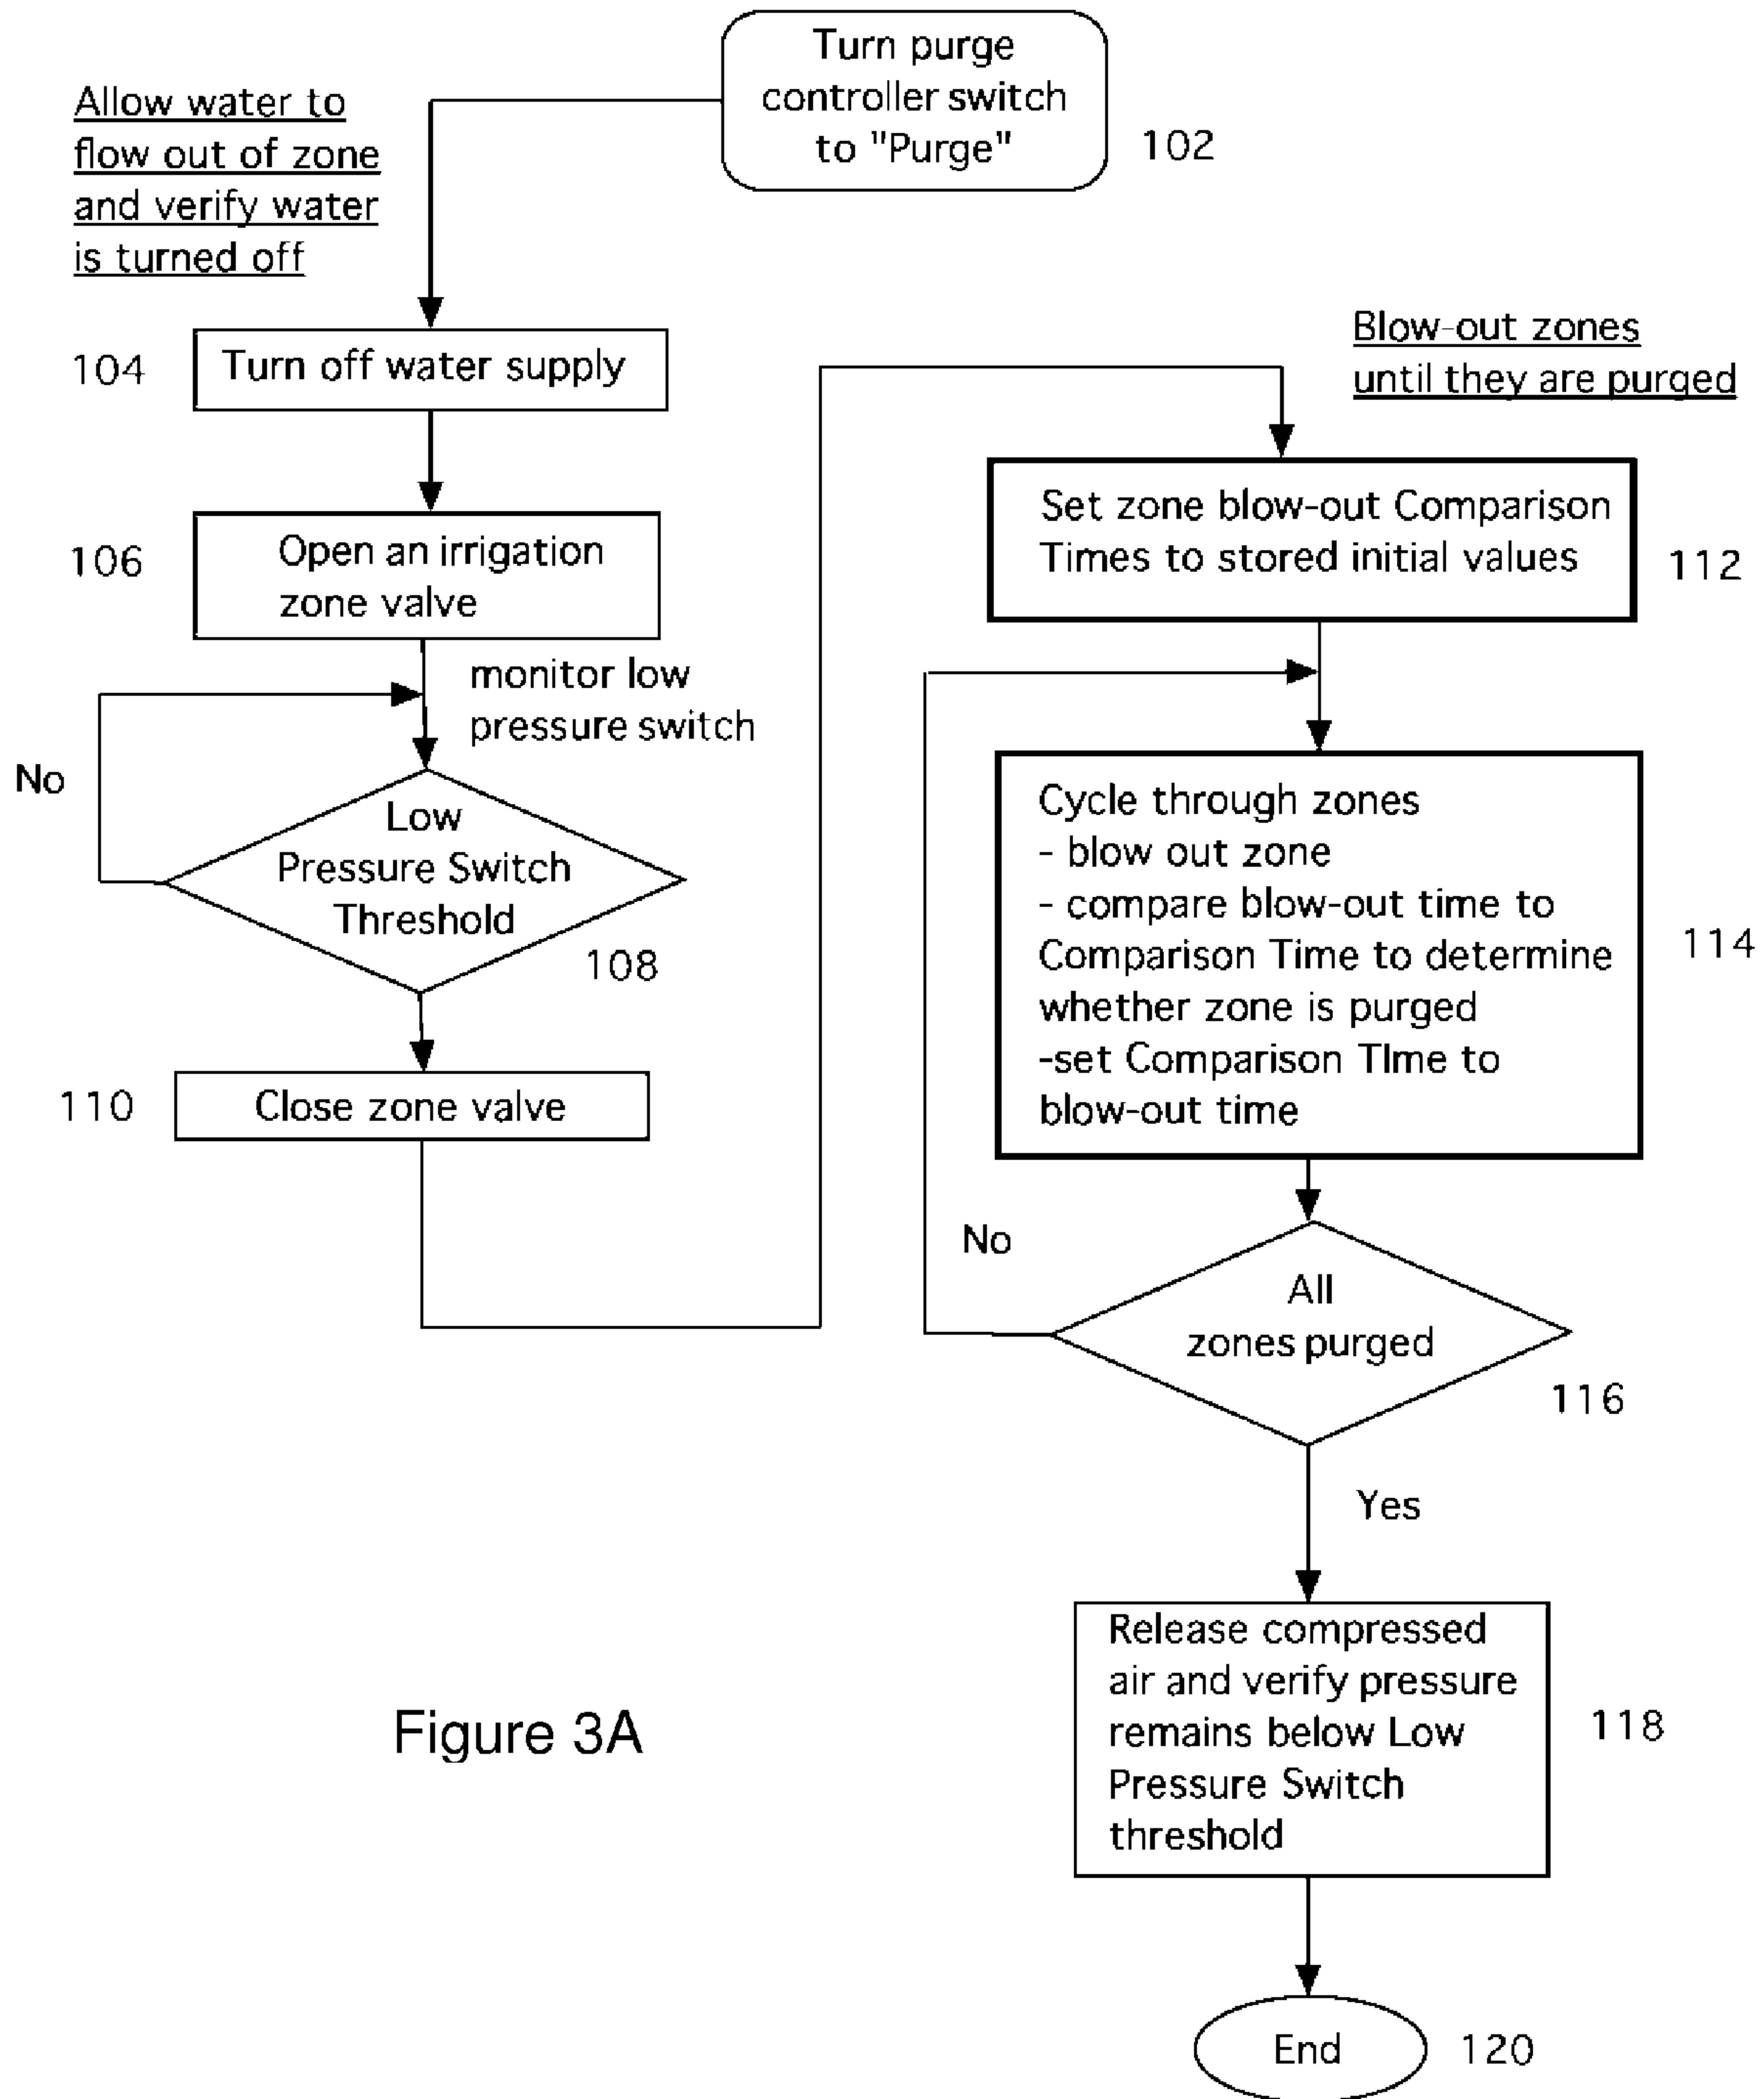 Turn purge
controller switch
to "Purge"
102
Allow water to
flow out of zone
and verify water
is turned off
104
Turn off water supply
106
Open an irrigation
zone valve
monitor low
pressure switch
No
Low
Pressure Switch
Threshold
108
110
Close zone valve
Blow-out zones
until they are purged
Set zone blow-out Comparison
Times to stored initial values
112
Cycle through zones
- blow out zone
- compare blow-out time to
Comparison Time to determine
whether zone is purged
-set Comparison TIme to
blow-out time
114
No
All
zones purged
116
Yes
Release compressed
air and verify pressure
remains below Low
Pressure Switch
threshold
118
End
120
Figure 3A